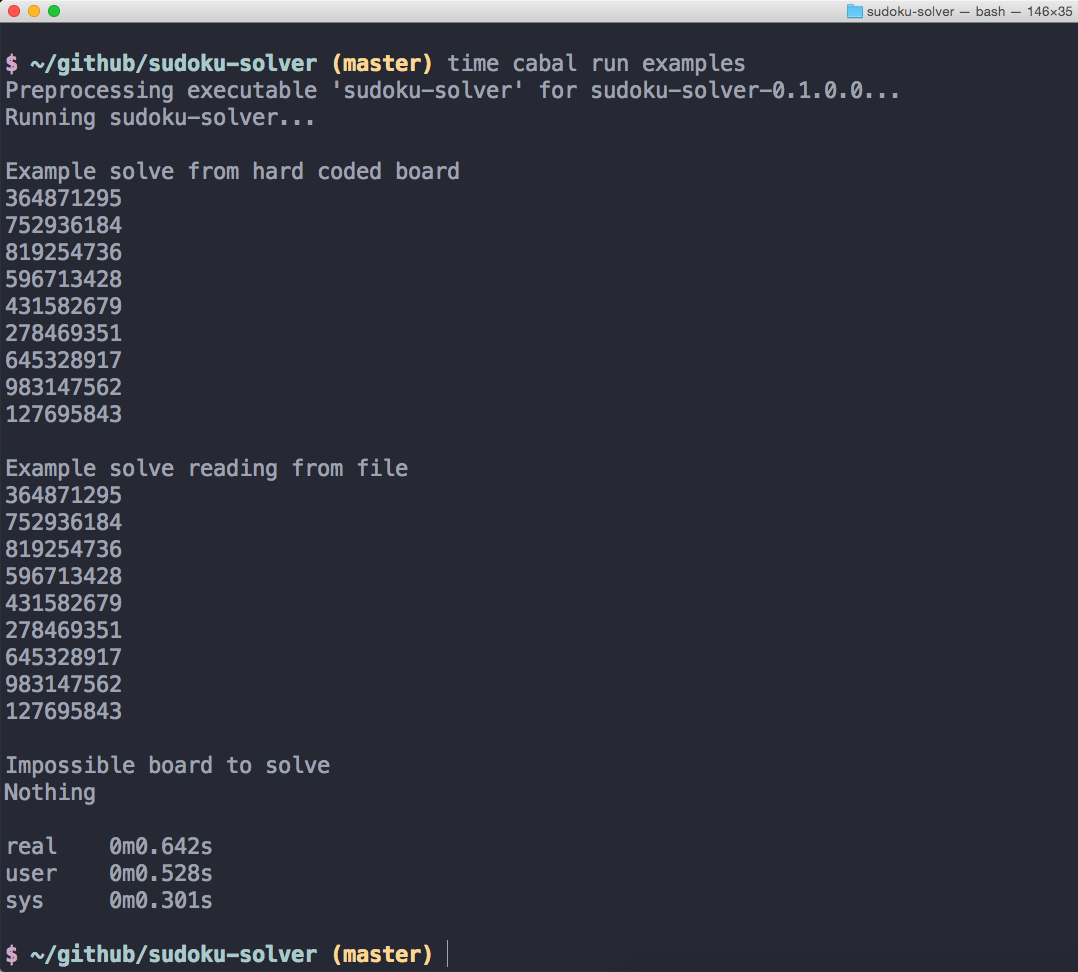 sudoku-solver — bash — 146×35
$ ~/github/sudoku-solver (master) time cabal run examples
Preprocessing executable 'sudoku-solver' for sudoku-solver-0.1.0.0...
Running sudoku-solver...
Example solve from hard coded board
364871295
752936184
819254736
596713428
431582679
278469351
645328917
983147562
127695843
Example solve reading from file
364871295
752936184
819254736
596713428
431582679
278469351
645328917
983147562
127695843
Impossible board to solve
Nothing
real    0m0.642s
user    0m0.528s
sys     0m0.301s
$ ~/github/sudoku-solver (master)